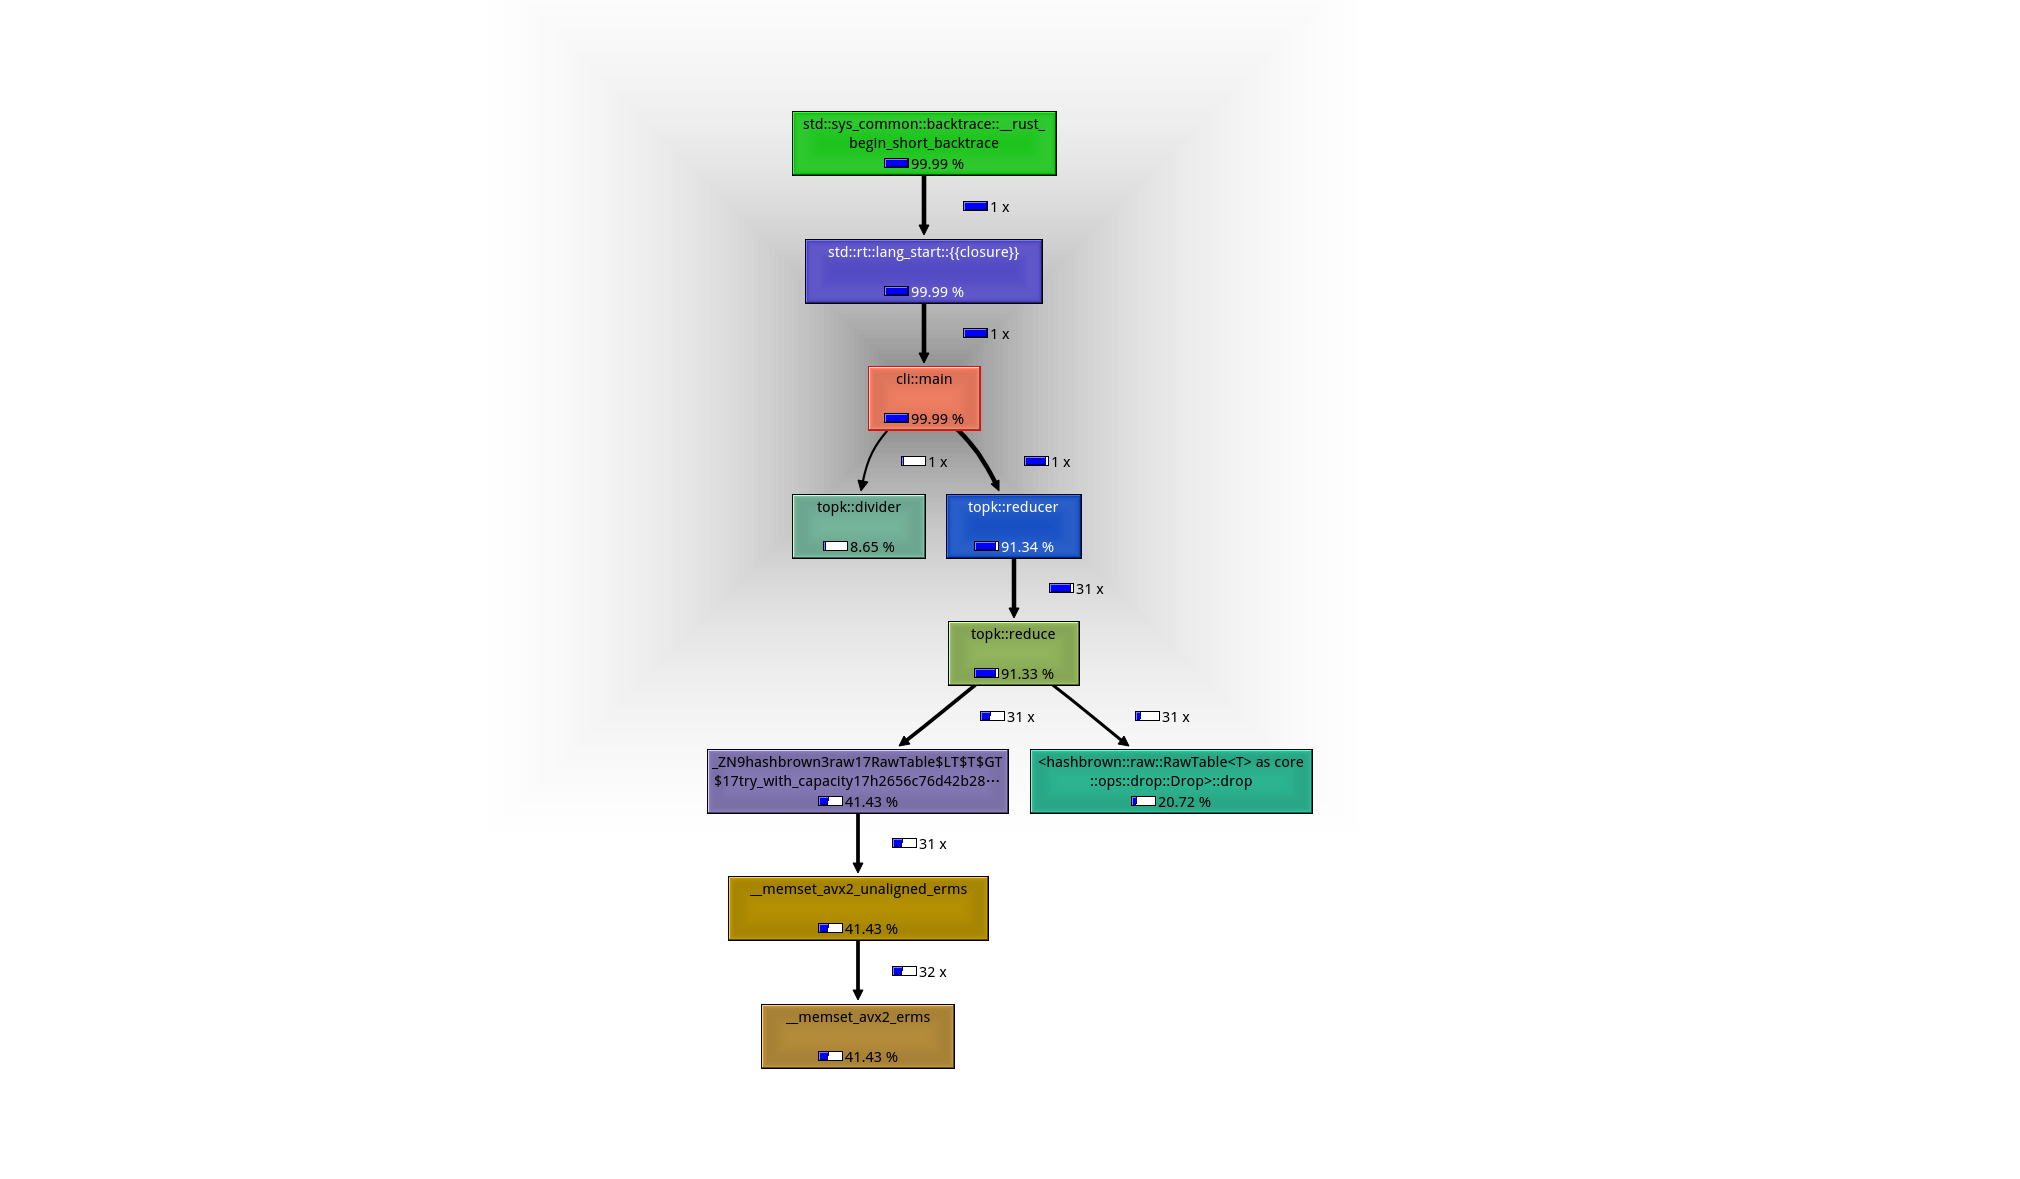 std::sys_common::backtrace::__rust_
begin_short_backtrace
99.99 %
1 x
std::rt::lang_start::{{closure}}
99.99 %
1 x
cli::main
99.99 %
1 x
1 x
topk::divider
8.65 %
topk::reducer
91.34 %
31 x
topk::reduce
91.33 %
31 x
31 x
_ZN9hashbrown3raw17RawTable$LT$T$GT
$17try_with_capacity17h2656c76d42b28⋯
41.43 %
<hashbrown::raw::RawTable<T> as core
::ops::drop::Drop>::drop
20.72 %
31 x
__memset_avx2_unaligned_erms
41.43 %
32 x
__memset_avx2_erms
41.43 %